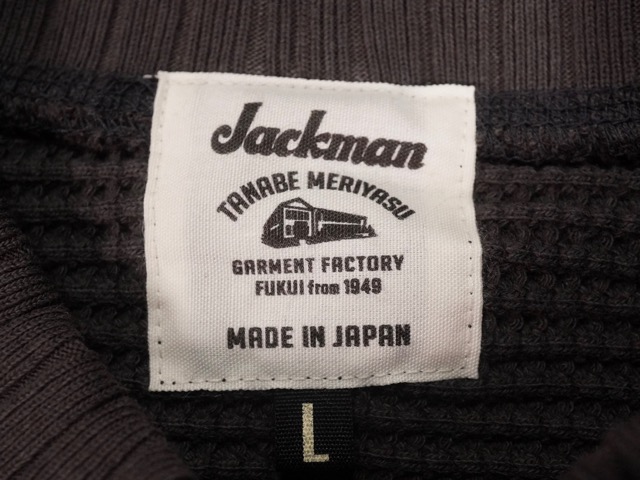 Jackman
TANABE MERIYASU
GARMENT FACTORY
FUKUI from 1949
MADE IN JAPAN
L